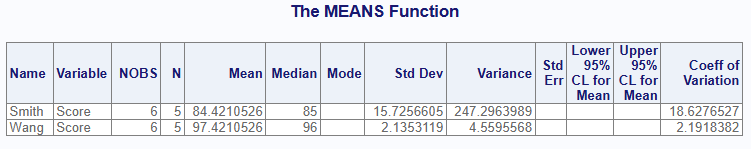 The MEANS Function
Name Variable NOBS N Mean Median Mode Std Dev Variance Std Err Lower 95% CL for Mean Upper 95% CL for Mean Coeff of Variation
Smith Score 6 5 84.4210526 85 15.7256605 247.2963989 18.6276527
Wang Score 6 5 97.4210526 96 2.1353119 4.5595568 2.1918382